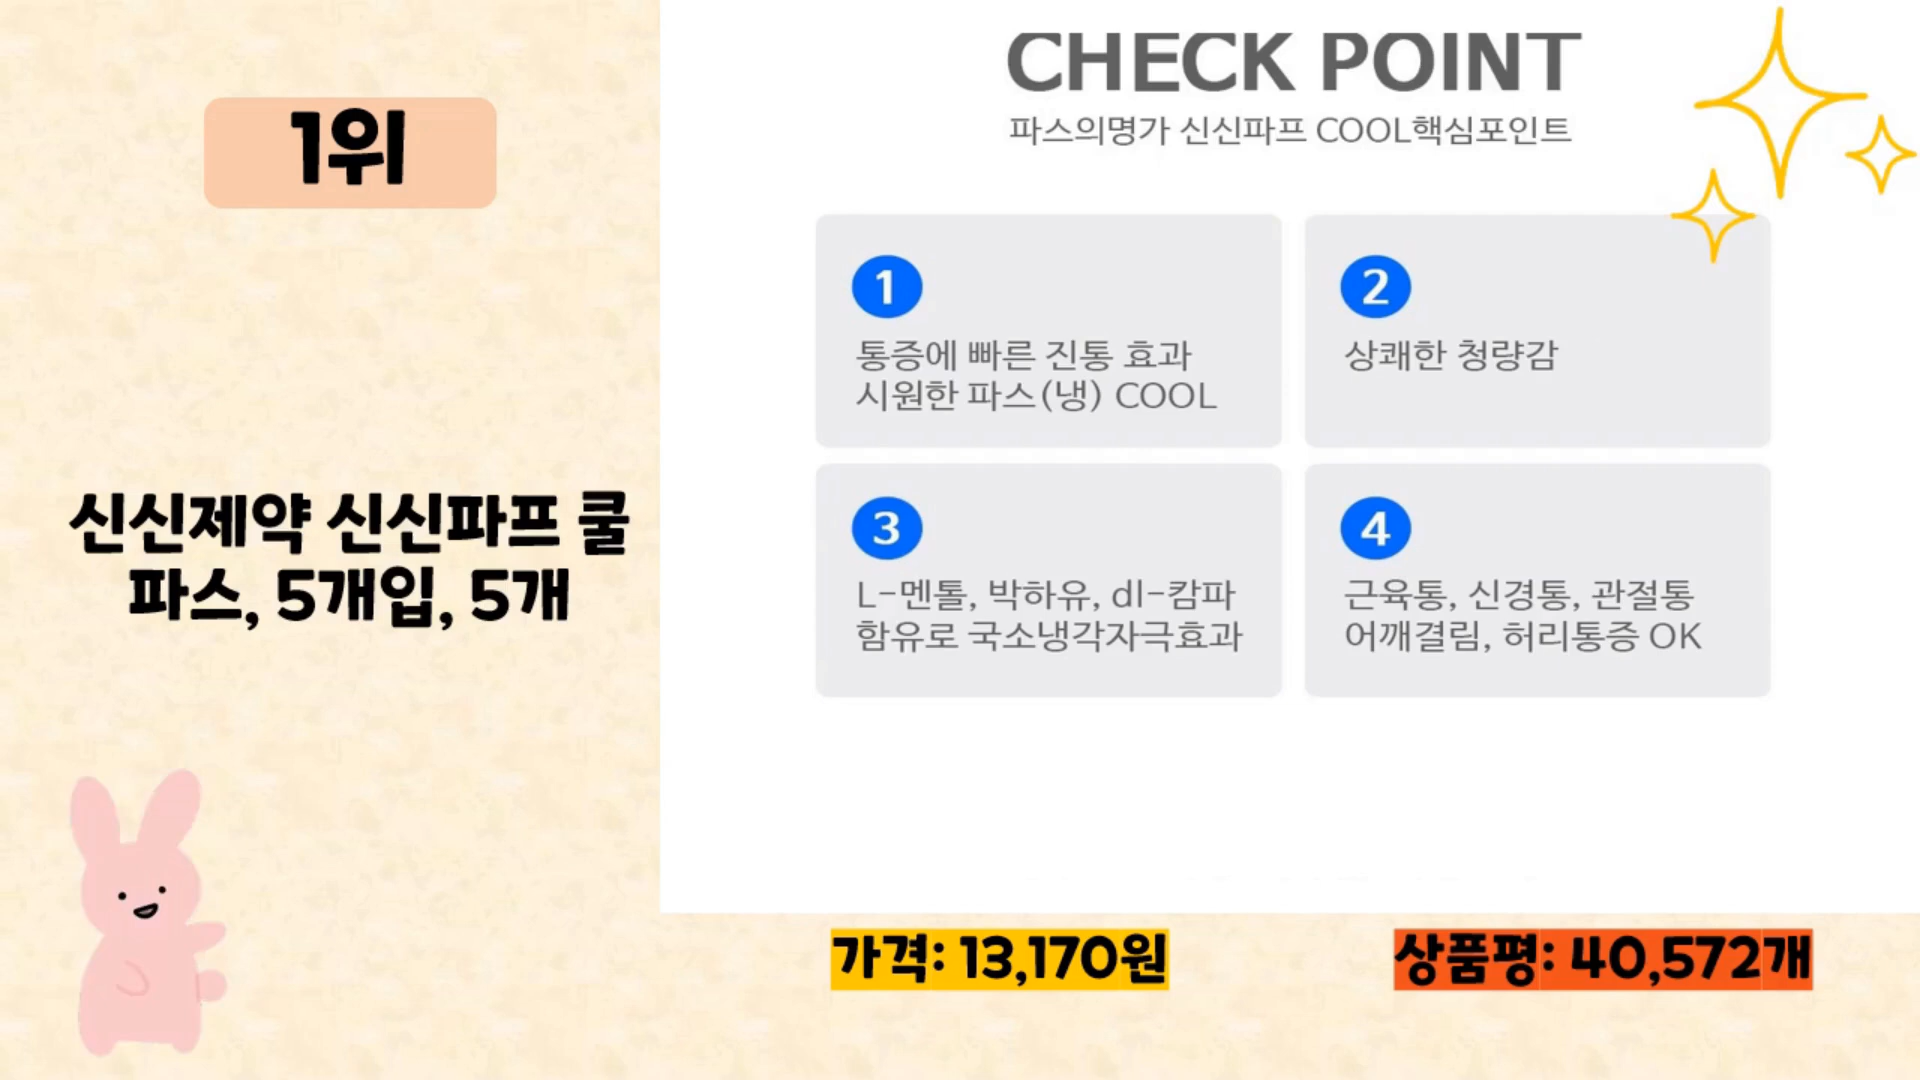 1위
신신제약 신신파프 쿨
파스, 5개입, 5개
CHECK POINT
파스의명가 신신파프 COOL핵심포인트
1
통증에 빠른 진통 효과
시원한 파스(냉) COOL
2
상쾌한 청량감
3
L-멘톨, 박하유, dl-캄파
함유로 국소냉각자극효과
4
근육통, 신경통, 관절통
어깨결림, 허리통증 OK
가격: 13,170원
상품평: 40,572개